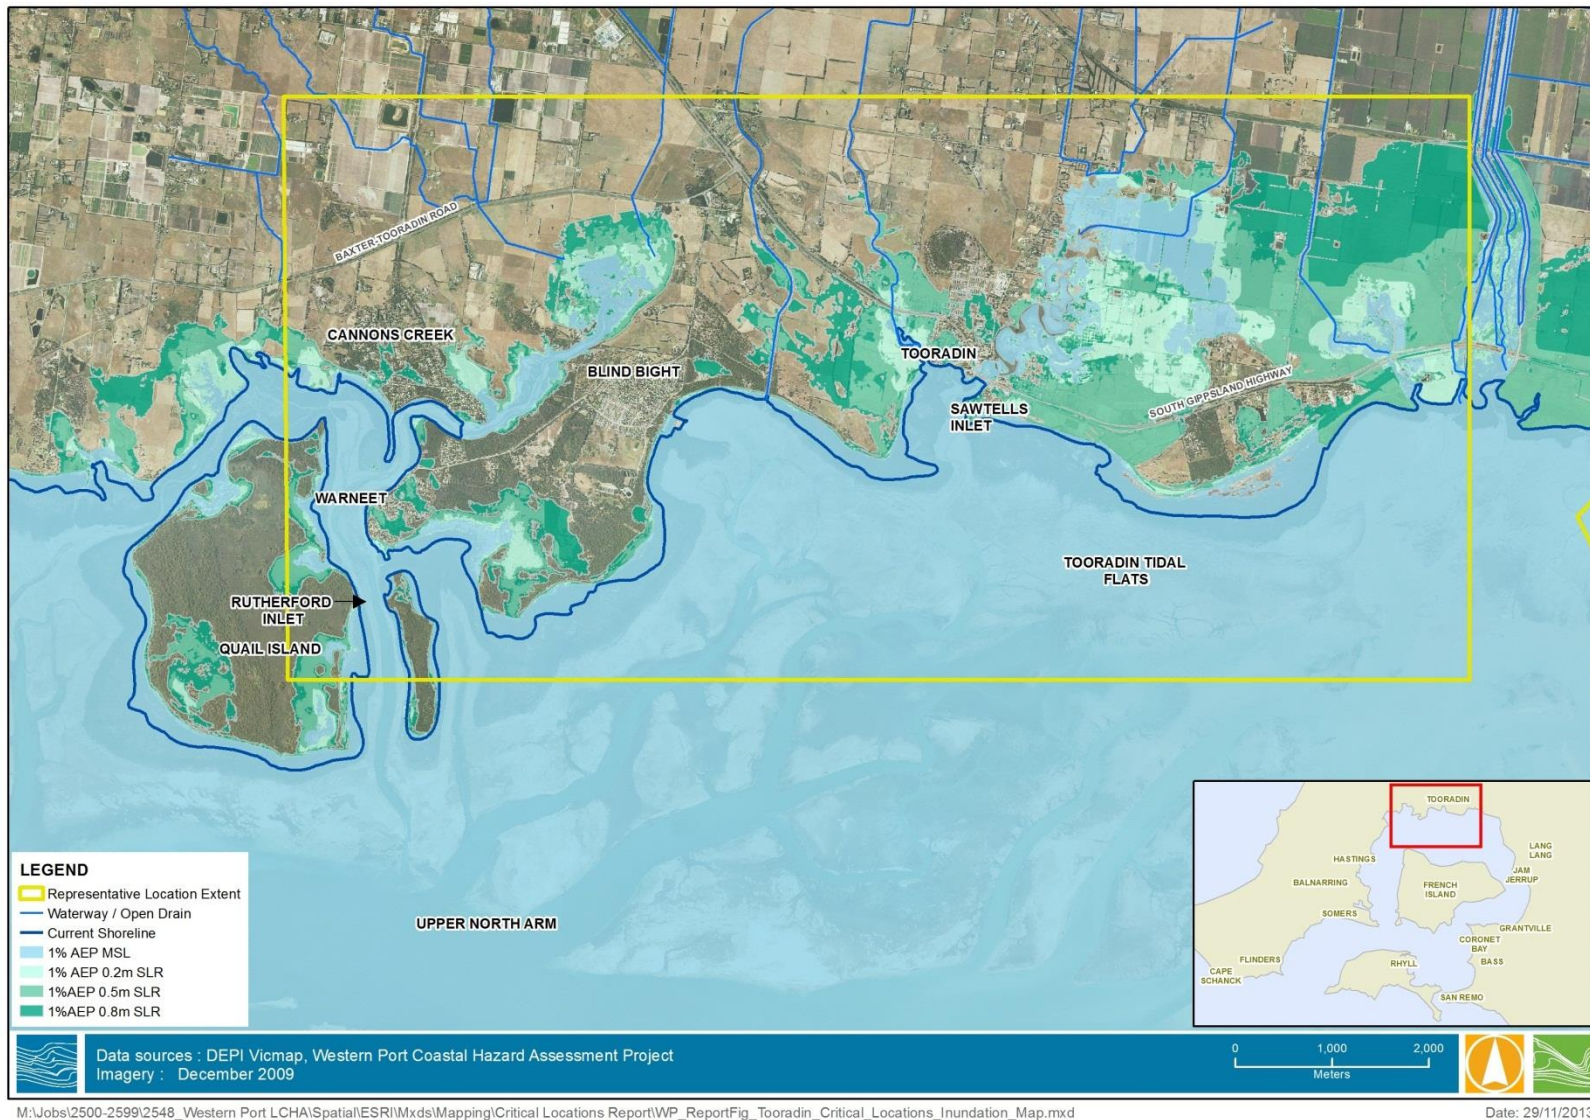 BAXTER-TOORADIN ROAD
CANNONS CREEK
BLIND BIGHT
TOORADIN
SOUTH GIPPSLAND HIGHWAY
SAWTELLS
INLET
WARNEET
TOORADIN TIDAL
FLATS
RUTHERFORD
INLET
QUAIL ISLAND
UPPER NORTH ARM
LEGEND
Representative Location Extent
Waterway / Open Drain
Current Shoreline
1% AEP MSL
1% AEP 0.2m SLR
1%AEP 0.5m SLR
1%AEP 0.8m SLR
TOORADIN
LANG
LANG
HASTINGS
JAM
JERRUP
BALNARRING
FRENCH
ISLAND
SOMERS
GRANTVILLE
CORONET
BAY
FLINDERS
RHYLL
BASS
CAPE
SCHANCK
SAN REMO
Data sources : DEPI Vicmap, Western Port Coastal Hazard Assessment Project
Imagery : December 2009
0 1,000 2,000
Meters
M:\Jobs\2500-2599\2548_Western Port LCHA\Spatial\ESRI\Mxds\Mapping\Critical Locations Report\WP_ReportFig_Tooradin_Critical_Locations_Inundation_Map.mxd
Date: 29/11/2013